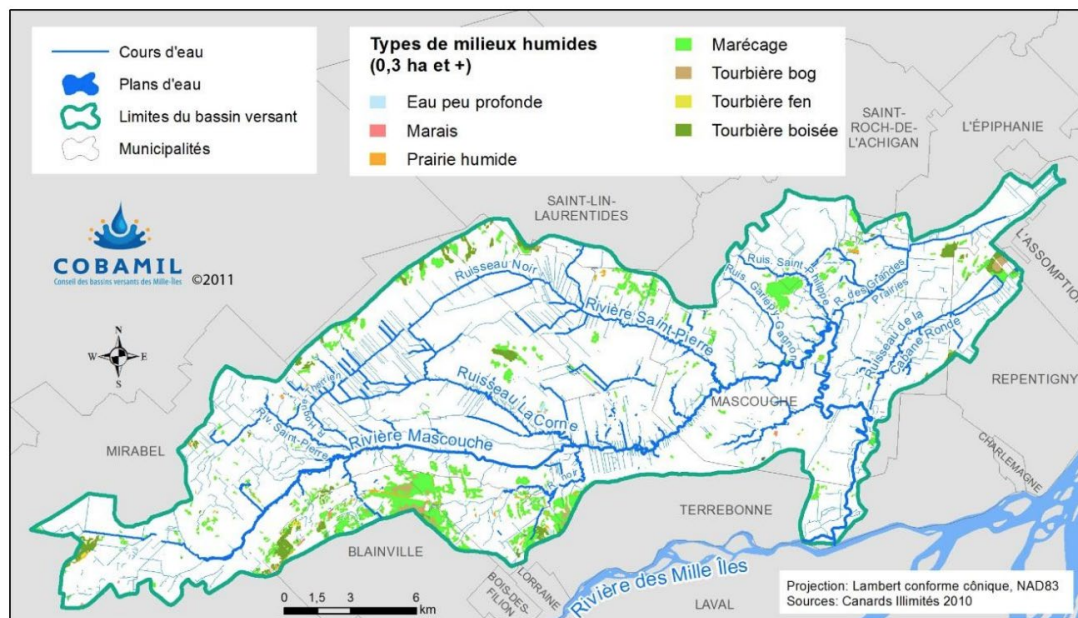 Cours d'eau
Plans d'eau
Limites du bassin versant
Municipalités
Types de milieux humides
(0,3 ha et +)
Eau peu profonde
Marais
Prairie humide
Marécage
Tourbière bog
Tourbière fen
Tourbière boisée
COBAMIL
Conseil des bassins versants des Mille-Îles
©2011
N
W
E
S
SAINT-
ROCH-DE-
L'ACHIGAN
L'ÉPIPHANIE
SAINT-LIN-
LAURENTIDES
L'ASSOMPTION
Ruisseau Noir
Rivière Saint-Pierre
Ruis. Saint-Philippe
Ruis. Gariépy-Gagnon
R. des Grandes
Prairies
Ruisseau de la
Cabane Ronde
REPENTIGNY
MASCOUCHE
Ruisseau La Corne
Rivière Mascouche
Riv. Saint-Pierre
MIRABEL
CHARLEMAGNE
TERREBONNE
BLAINVILLE
LORRAINE
BOIS-DES-
FILION
Rivière des Mille Îles
LAVAL
0 1,5 3 6
km
Projection: Lambert conforme cônique, NAD83
Sources: Canards Illimités 2010